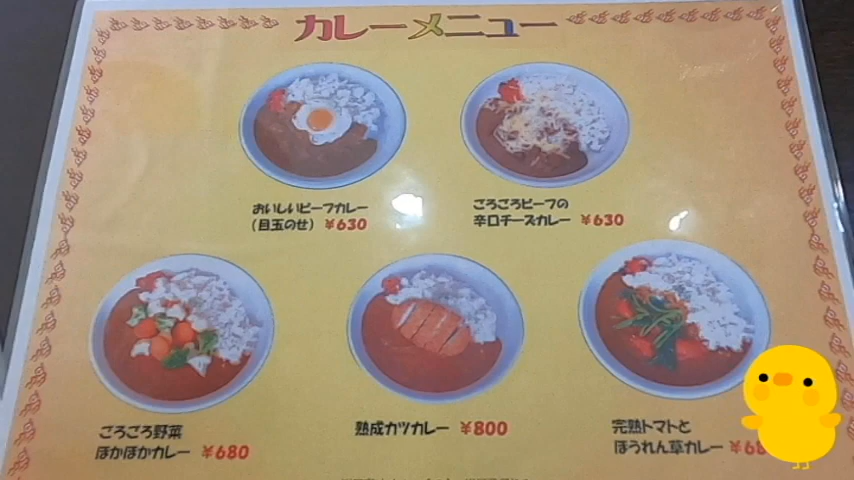 カレーメニュー
おいしいビーフカレー
(目玉のせ) ¥630
ごろごろビーフの
辛口チーズカレー ¥630
ごろごろ野菜
ぽかぽかカレー ¥680
熟成カツカレー ¥800
完熟トマトと
ほうれん草カレー